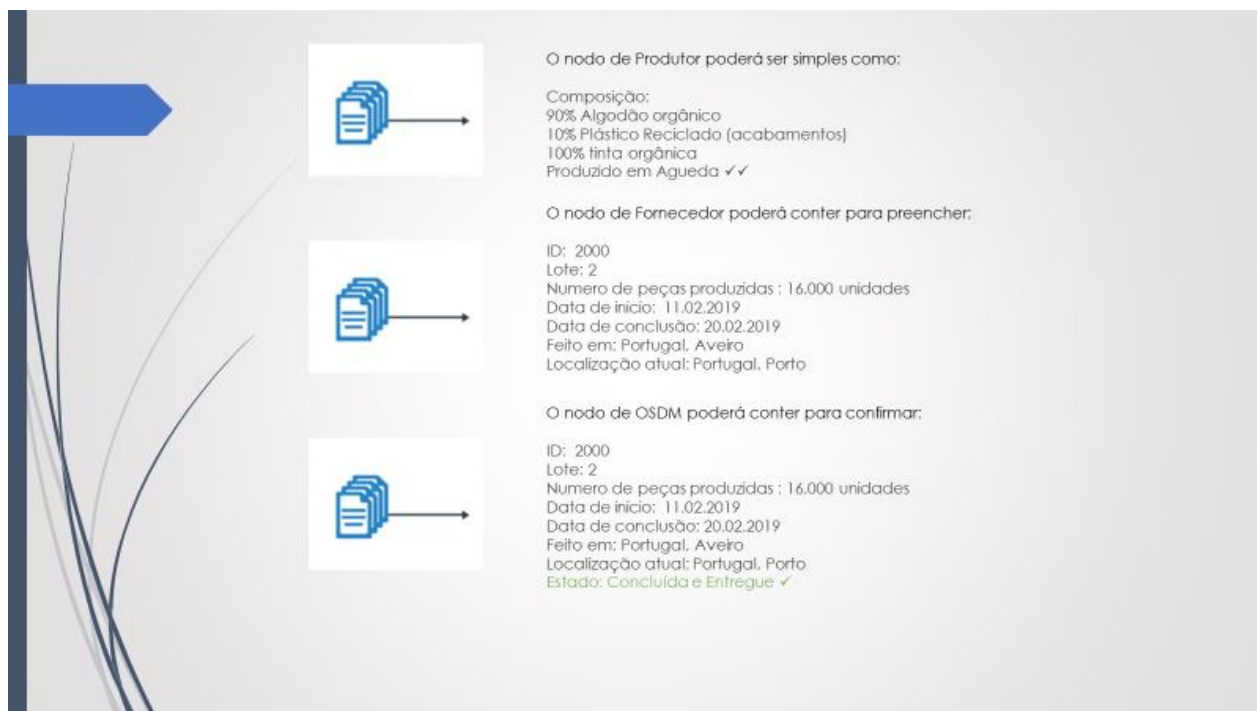 O nodo de Produtor poderá ser simples como:
Composição:
90% Algodão orgânico
10% Plástico Reciclado (acabamentos)
100% tinta orgânica
Produzido em Agueda ✓✓
O nodo de Fornecedor poderá conter para preencher:
ID: 2000
Lote: 2
Numero de peças produzidas : 16.000 unidades
Data de inicio: 11.02.2019
Data de conclusão: 20.02.2019
Feito em: Portugal, Aveiro
Localização atual: Portugal, Porto
O nodo de OSDM poderá conter para confirmar:
ID: 2000
Lote: 2
Numero de peças produzidas : 16.000 unidades
Data de inicio: 11.02.2019
Data de conclusão: 20.02.2019
Feito em: Portugal, Aveiro
Localização atual: Portugal, Porto
Estado: Concluída e Entregue ✓